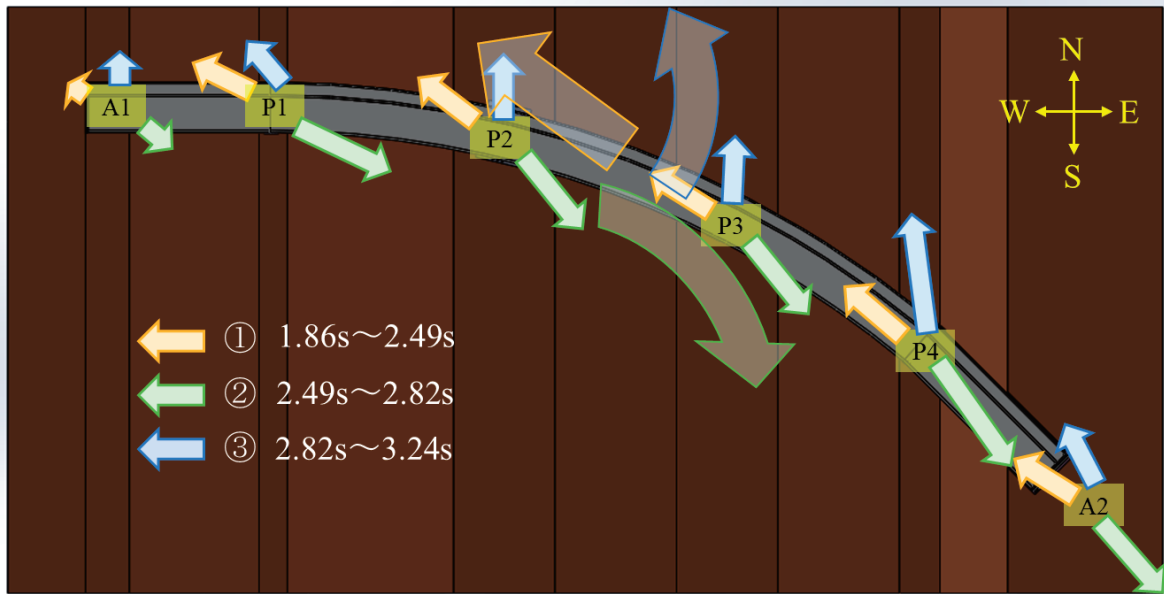 N
W E
S
A1
P1
P2
P3
P4
A2
① 1.86s～2.49s
② 2.49s～2.82s
③ 2.82s～3.24s